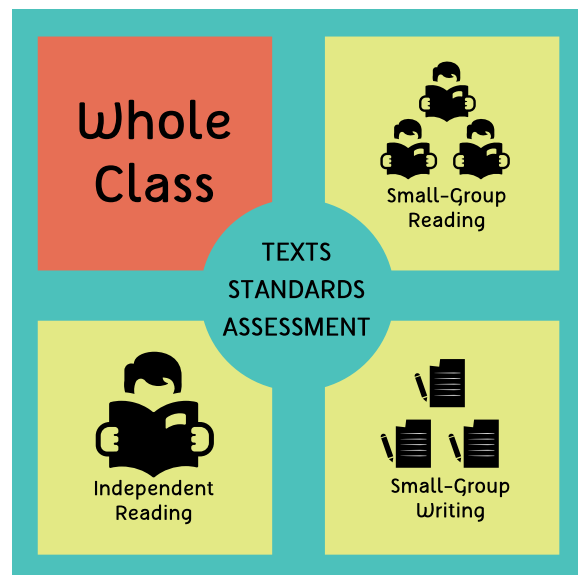 Whole
Class
Small-Group
Reading
TEXTS
STANDARDS
ASSESSMENT
Independent
Reading
Small-Group
Writing